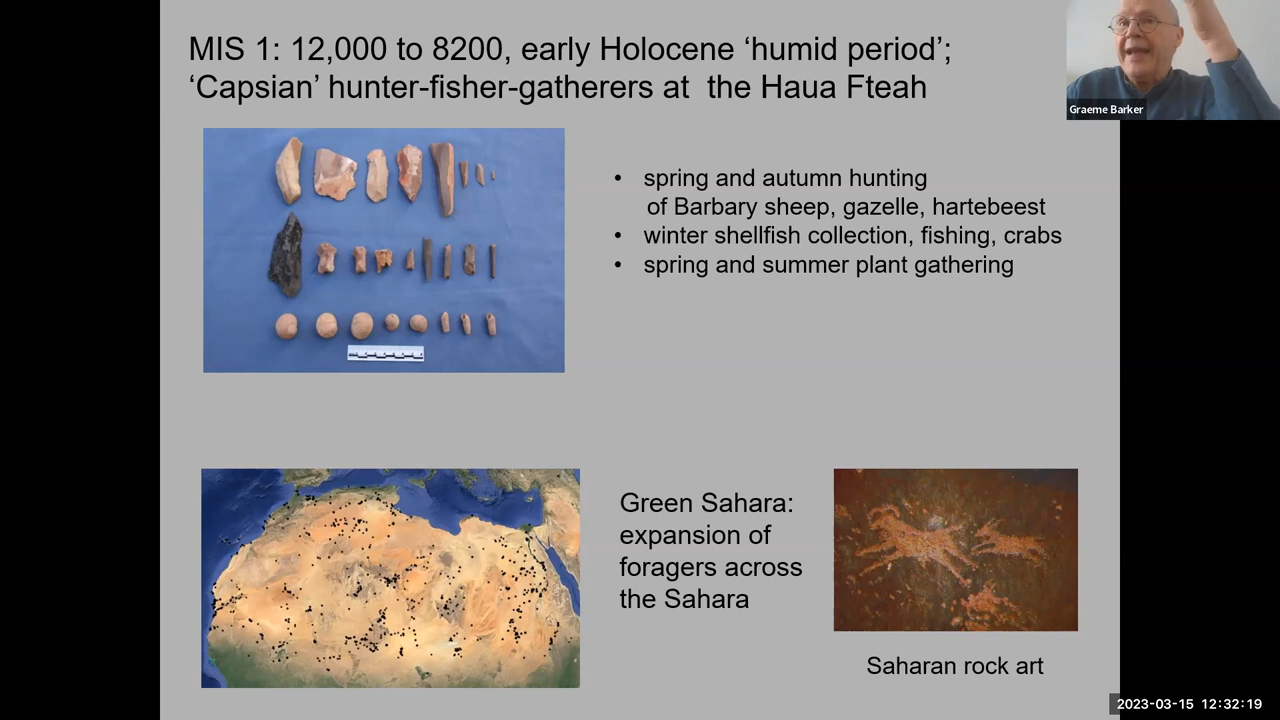 MIS 1: 12,000 to 8200, early Holocene ‘humid period’;
‘Capsian’ hunter-fisher-gatherers at  the Haua Fteah
Graeme Barker
• spring and autumn hunting
of Barbary sheep, gazelle, hartebeest
• winter shellfish collection, fishing, crabs
• spring and summer plant gathering
Green Sahara:
expansion of
foragers across
the Sahara
Saharan rock art
2023-03-15 12:32:19